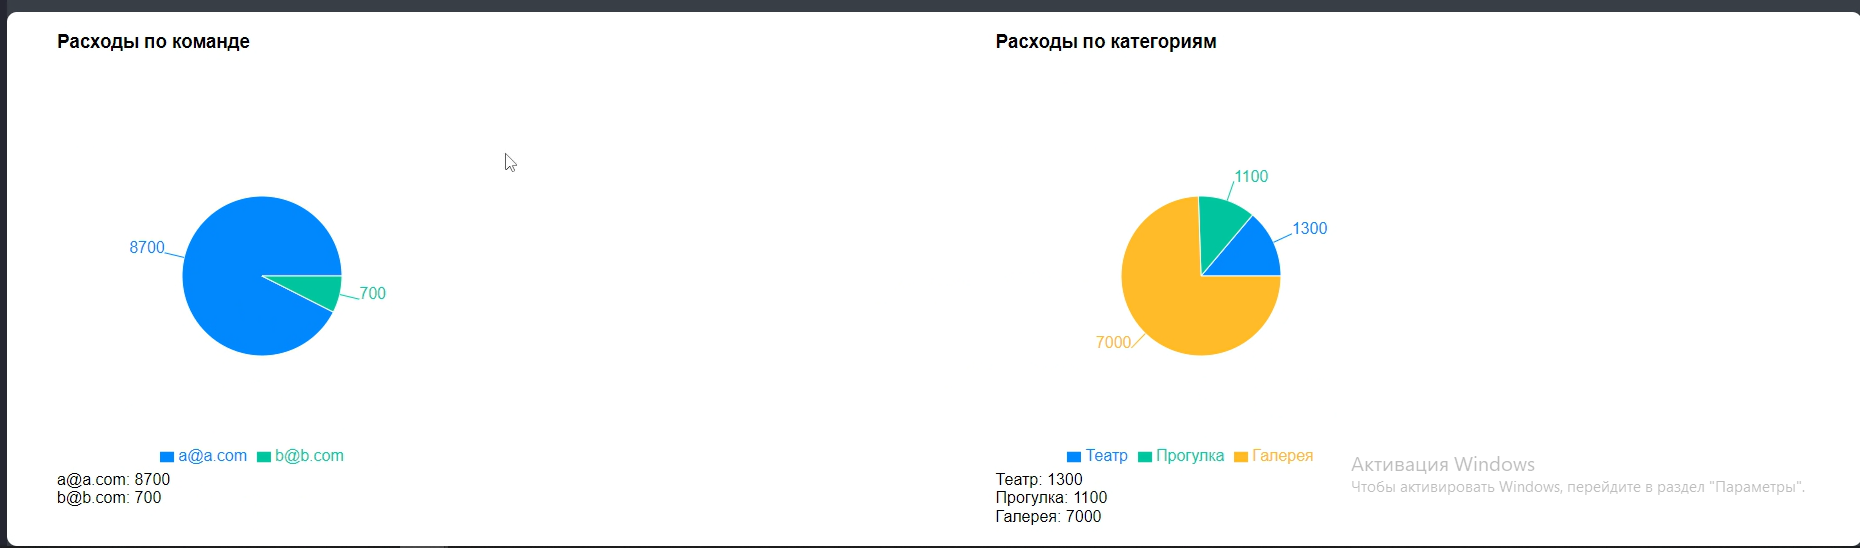 Расходы по команде
8700
700
a@a.com b@b.com
a@a.com: 8700
b@b.com: 700
Расходы по категориям
1100
1300
7000
Театр Прогулка Галерея
Театр: 1300
Прогулка: 1100
Галерея: 7000
Активация Windows
Чтобы активировать Windows, перейдите в раздел "Параметры".